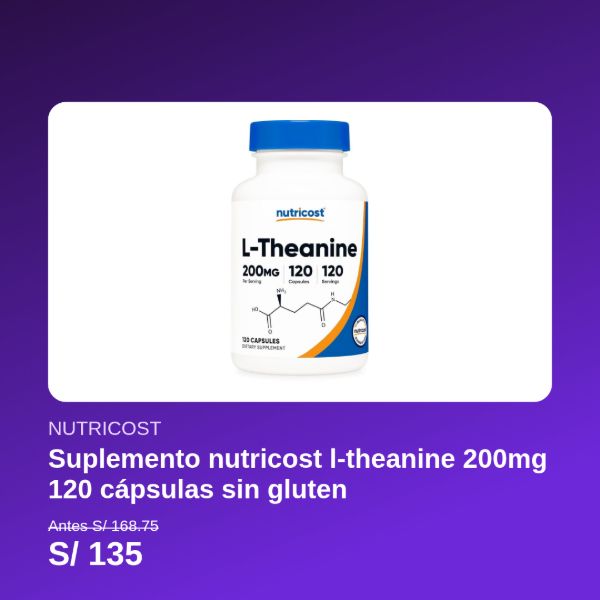 nutricost
L-Theanine
200MG 120 120
Per Serving Capsules Servings
NH₂
H
N
HO
O
O
nutricost
120 CAPSULES
DIETARY SUPPLEMENT
NUTRICOST
Suplemento nutricost l-theanine 200mg
120 cápsulas sin gluten
Antes S/ 168.75
S/ 135